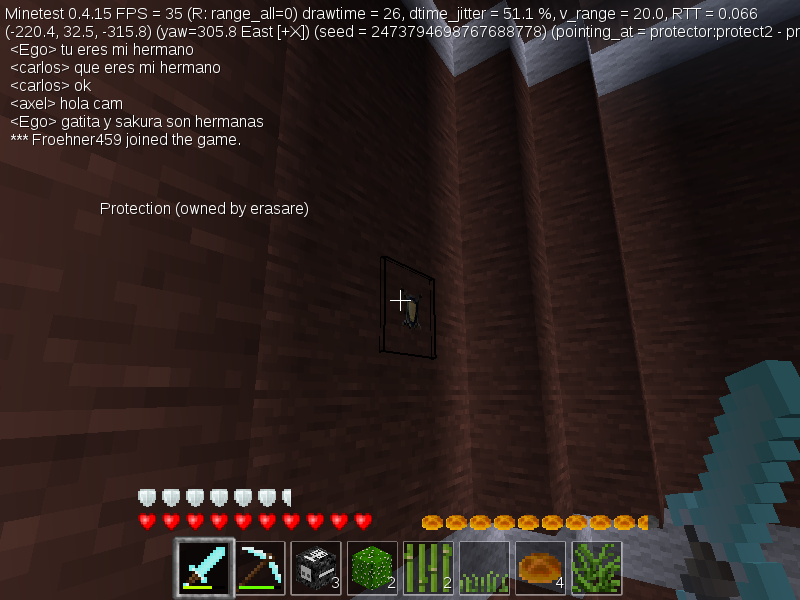 Minetest 0.4.15 FPS = 35 (R: range_all=0) drawtime = 26, dtime_jitter = 51.1 %, v_range = 20.0, RTT = 0.066
(-220.4, 32.5, -315.8) (yaw=305.8 East [+X]) (seed = 2473794698767688778) (pointing_at = protector:protect2 - pr
<Ego> tu eres mi hermano
<carlos> que eres mi hermano
<carlos> ok
<axel> hola cam
<Ego> gatita y sakura son hermanas
*** Froehner459 joined the game.
Protection (owned by erasare)
3
2
2
4